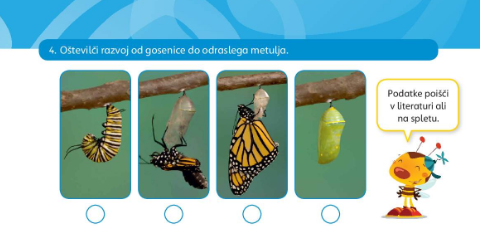 4. Oštevilči razvoj od gosenice do odraslega metulja.
Podatke poišči
v literaturi ali
na spletu.